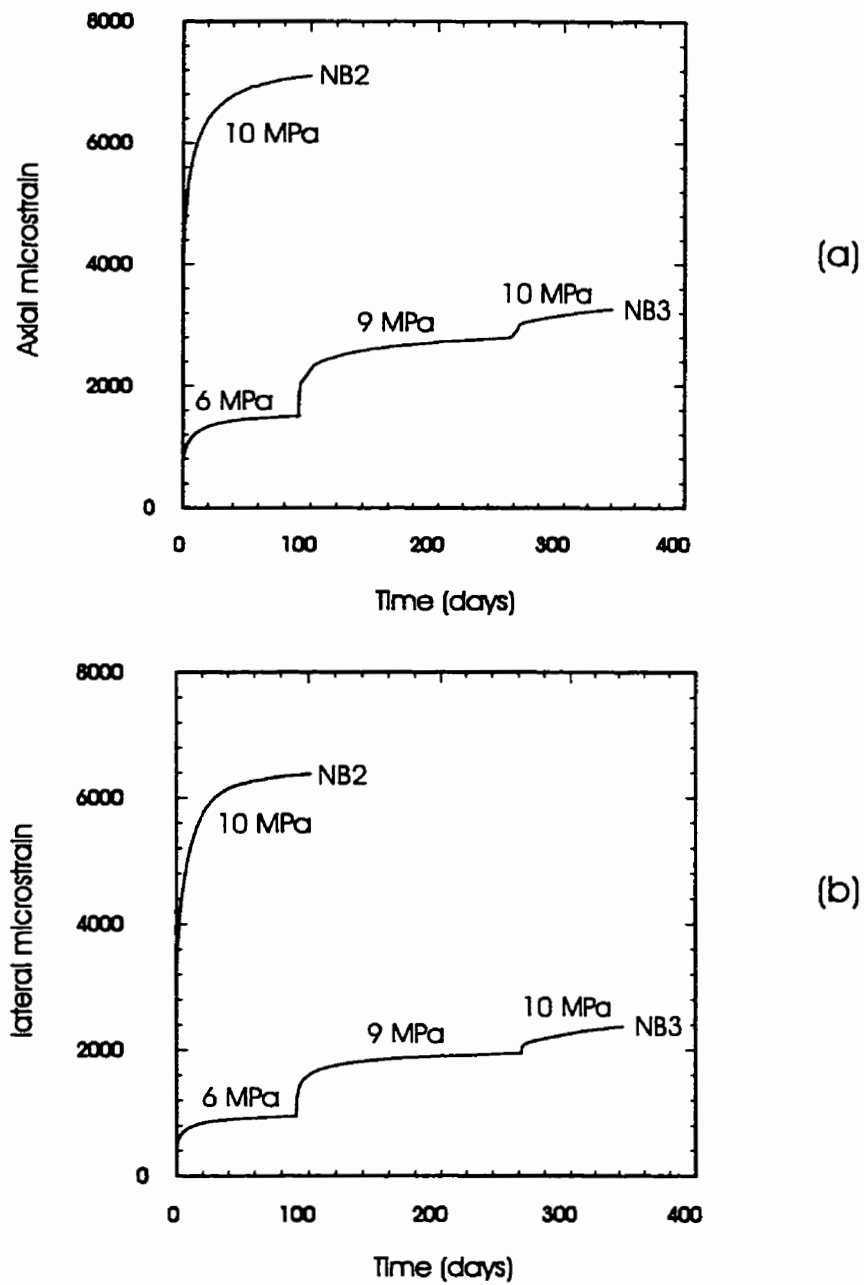 8000
NB2
10 MPa
6000
Axial microstrain
4000
(a)
10 MPa
NB3
9 MPa
2000
6 MPa
0
0 100 200 300 400
Time (days)
8000
NB2
6000
10 MPa
lateral microstrain
4000
(b)
10 MPa
NB3
9 MPa
2000
6 MPa
0
0 100 200 300 400
Time (days)